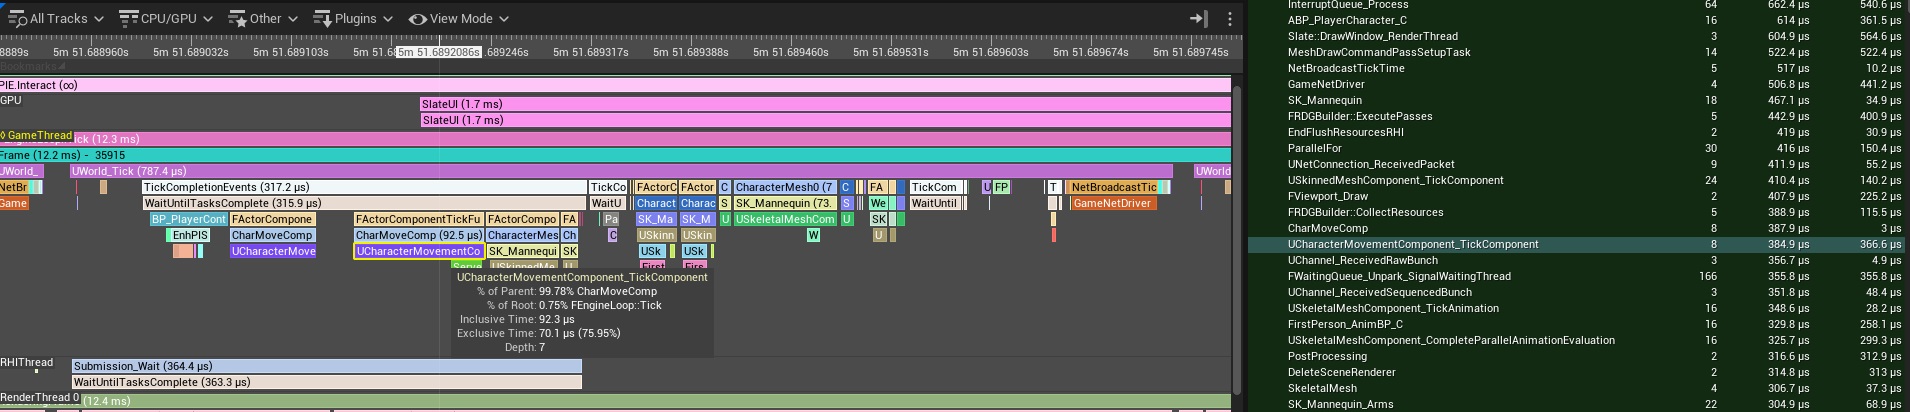 All Tracks CPU/GPU Other Plugins View Mode
8889s 5m 51.688960s 5m 51.689032s 5m 51.689103s 5m 51.68 5m 51.6892086s 689246s 5m 51.689317s 5m 51.689388s 5m 51.689460s 5m 51.689531s 5m 51.689603s 5m 51.689674s 5m 51.689745s
Bookmarks
PIE.Interact (∞)
GPU
SlateUI (1.7 ms)
SlateUI (1.7 ms)
◊ GameThread ick (12.3 ms)
Frame (12.2 ms) - 35915
UWorld_ UWorld_Tick (787.4 µs) UWorld
NetBr TickCompletionEvents (317.2 µs) TickCo FActorC FActor C CharacterMesh0 (7 C FA TickCom U FP T NetBroadcastTic
Game WaitUntilTasksComplete (315.9 µs) WaitU Charact Charac S SK_Mannequin (73. S We WaitUntil GameNetDriver
BP_PlayerCont FActorCompone FActorComponentTickFu FActorCompo FA Pa SK_Ma SK_M U USkeletalMeshCom U SK
EnhPIS CharMoveComp CharMoveComp (92.5 µs) CharacterMes Ch C USkinn USkin W U
UCharacterMove UCharacterMovementCo SK_Mannequi SK USk USk
Serve USkinnedMe U First Firs
UCharacterMovementComponent_TickComponent
% of Parent: 99.78% CharMoveComp
% of Root: 0.75% FEngineLoop::Tick
Inclusive Time: 92.3 µs
Exclusive Time: 70.1 µs (75.95%)
Depth: 7
RHIThread
Submission_Wait (364.4 µs)
WaitUntilTasksComplete (363.3 µs)
RenderThread 0 (12.4 ms)
InterruptQueue_Process 64 662.4 µs 540.6 µs
ABP_PlayerCharacter_C 16 614 µs 361.5 µs
Slate::DrawWindow_RenderThread 3 604.9 µs 564.6 µs
MeshDrawCommandPassSetupTask 14 522.4 µs 522.4 µs
NetBroadcastTickTime 5 517 µs 10.2 µs
GameNetDriver 4 506.8 µs 441.2 µs
SK_Mannequin 18 467.1 µs 34.9 µs
FRDGBuilder::ExecutePasses 5 442.9 µs 400.9 µs
EndFlushResourcesRHI 2 419 µs 30.9 µs
ParallelFor 30 416 µs 150.4 µs
UNetConnection_ReceivedPacket 9 411.9 µs 55.2 µs
USkinnedMeshComponent_TickComponent 24 410.4 µs 140.2 µs
FViewport_Draw 2 407.9 µs 225.2 µs
FRDGBuilder::CollectResources 5 388.9 µs 115.5 µs
CharMoveComp 8 387.9 µs 3 µs
UCharacterMovementComponent_TickComponent 8 384.9 µs 366.6 µs
UChannel_ReceivedRawBunch 3 356.7 µs 4.9 µs
FWaitingQueue_Unpark_SignalWaitingThread 166 355.8 µs 355.8 µs
UChannel_ReceivedSequencedBunch 3 351.8 µs 48.4 µs
USkeletalMeshComponent_TickAnimation 16 348.6 µs 28.2 µs
FirstPerson_AnimBP_C 16 329.8 µs 258.1 µs
USkeletalMeshComponent_CompleteParallelAnimationEvaluation 16 325.7 µs 299.3 µs
PostProcessing 2 316.6 µs 312.9 µs
DeleteSceneRenderer 2 314.8 µs 313 µs
SkeletalMesh 4 306.7 µs 37.3 µs
SK_Mannequin_Arms 22 304.9 µs 68.9 µs